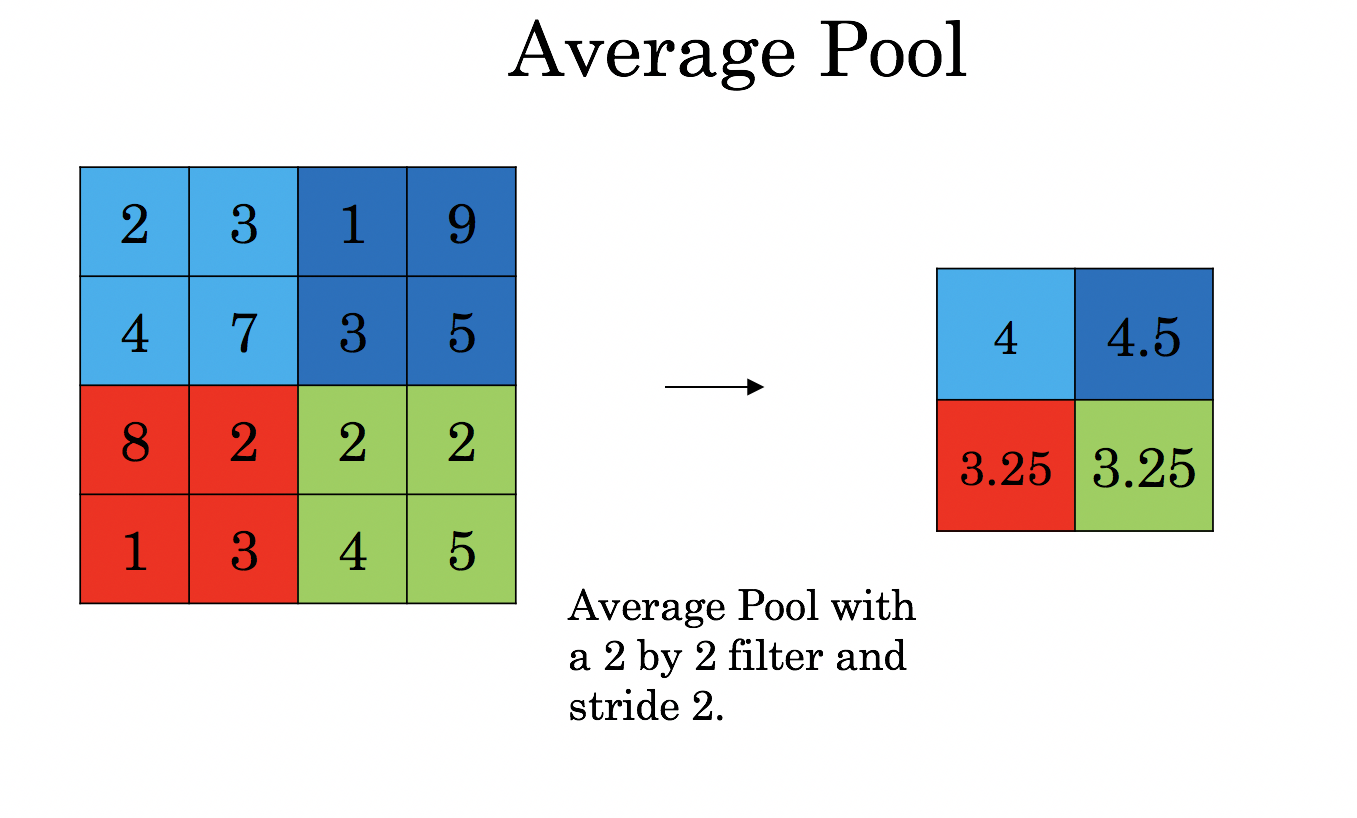 Average Pool
2 3 1 9
4 7 3 5
8 2 2 2
1 3 4 5
4 4.5
3.25 3.25
Average Pool with
a 2 by 2 filter and
stride 2.